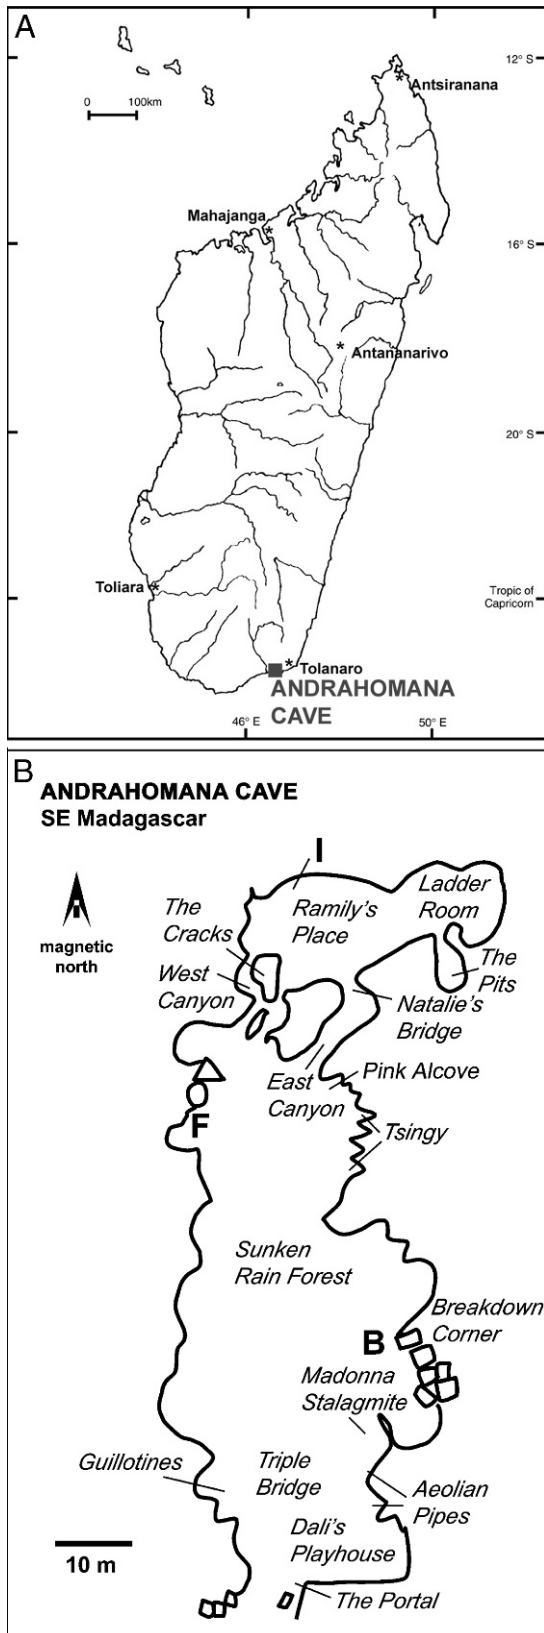 A
12° S
Antsiranana
0 100km
Mahajanga
16° S
Antananarivo
20° S
Toliara
Tropic of
Capricorn
Tolanaro
ANDRAHOMANA
CAVE
46° E
50° E
B
ANDRAHOMANA CAVE
SE Madagascar
magnetic
north
I
Ladder
Room
Ramily's
Place
The
Cracks
The
Pits
West
Canyon
Natalie's
Bridge
East
Canyon
Pink Alcove
F
Tsingy
Sunken
Rain Forest
Breakdown
Corner
B
Madonna
Stalagmite
Guillotines
Triple
Bridge
Aeolian
Pipes
Dali's
Playhouse
10 m
The Portal